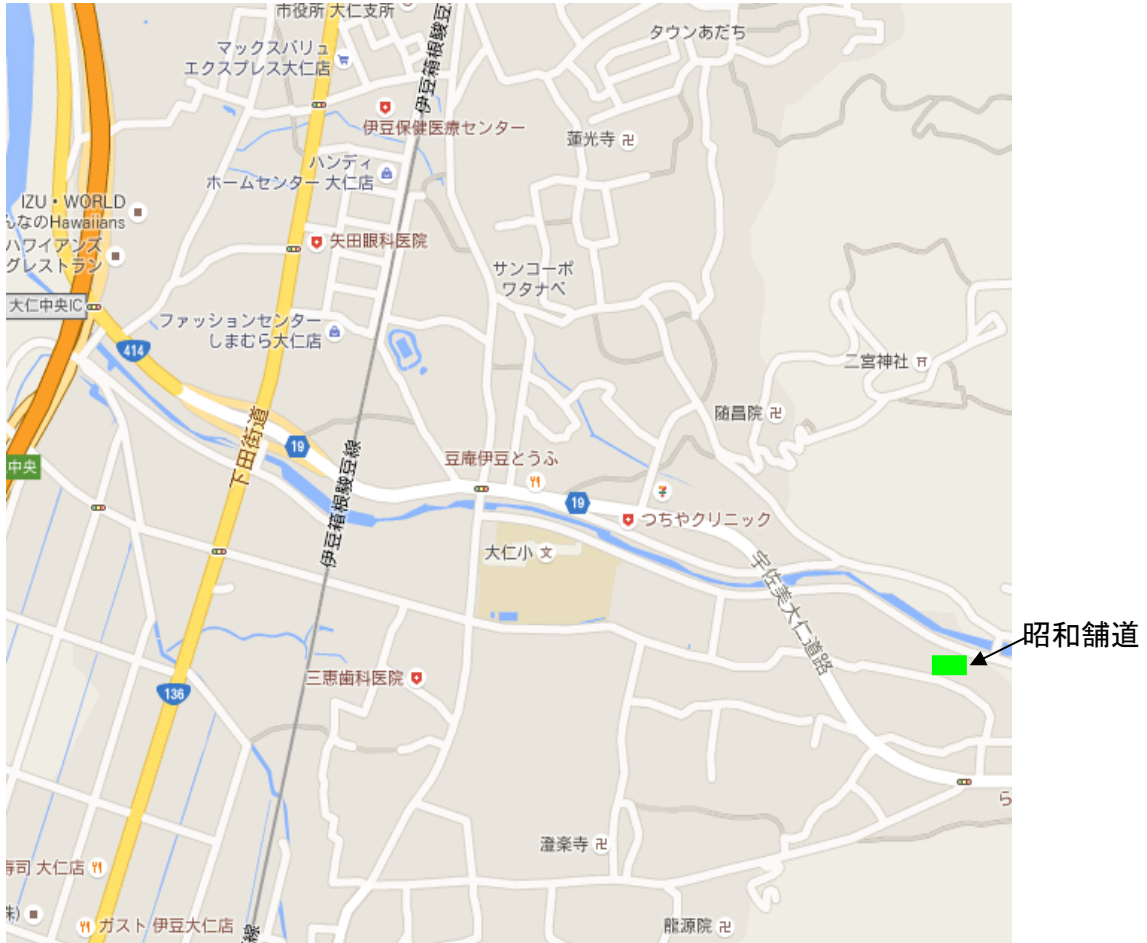 市役所 大仁支所
タウンあだち
マックスバリュ
エクスプレス大仁店
伊豆箱根駿豆
伊豆保健医療センター
蓮光寺
ハンディ
ホームセンター 大仁店
IZU・WORLD
んなのHawaiians
ハワイアンズ
グレストラン
矢田眼科医院
サンコーポ
ワタナベ
大仁中央IC
ファッションセンター
しまむら大仁店
414
二宮神社
随昌院
下田街道
19
伊豆箱根駿豆線
豆庵伊豆とうふ
中央
19
つちやクリニック
大仁小
宇佐美大仁道路
昭和舗道
三恵歯科医院
136
ら
澄楽寺
寿司 大仁店
株)
ガスト 伊豆大仁店
線
龍源院